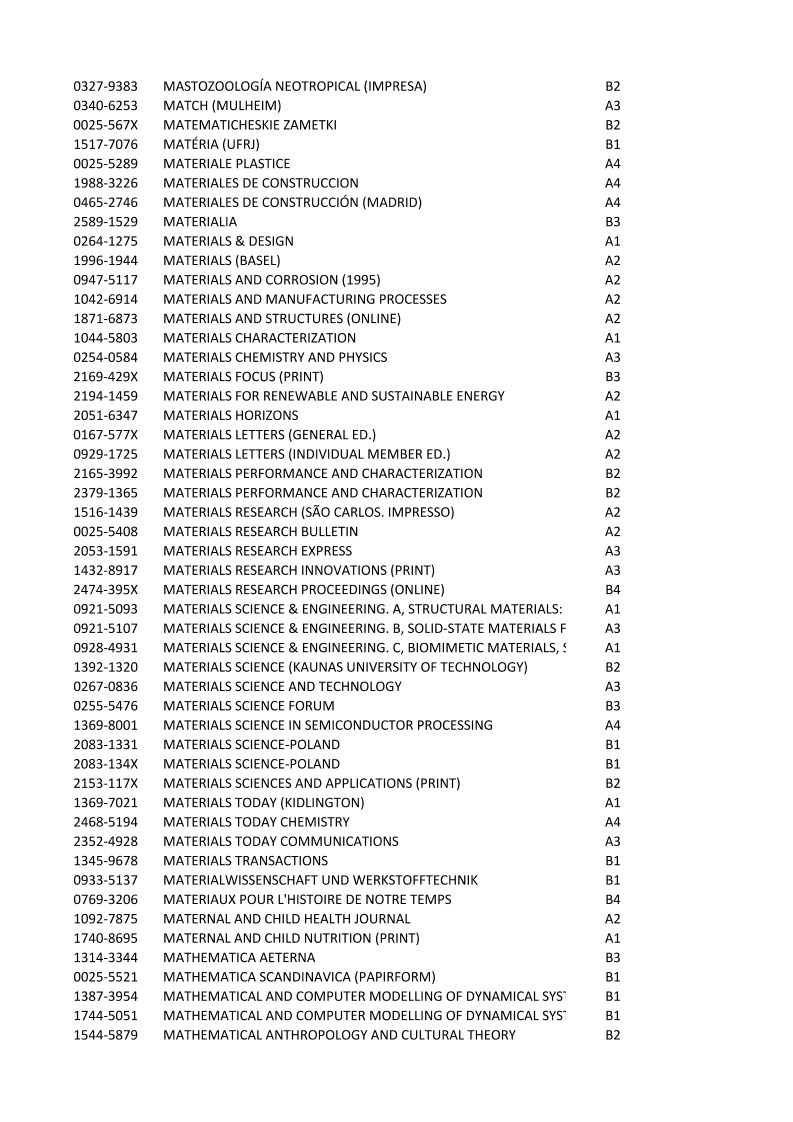 0327-9383 MASTOZOOLOGÍA NEOTROPICAL (IMPRESA) B2
0340-6253 MATCH (MULHEIM) A3
0025-567X MATEMATICHESKIE ZAMETKI B2
1517-7076 MATÉRIA (UFRJ) B1
0025-5289 MATERIALE PLASTICE A4
1988-3226 MATERIALES DE CONSTRUCCION A4
0465-2746 MATERIALES DE CONSTRUCCIÓN (MADRID) A4
2589-1529 MATERIALIA B3
0264-1275 MATERIALS & DESIGN A1
1996-1944 MATERIALS (BASEL) A2
0947-5117 MATERIALS AND CORROSION (1995) A2
1042-6914 MATERIALS AND MANUFACTURING PROCESSES A2
1871-6873 MATERIALS AND STRUCTURES (ONLINE) A2
1044-5803 MATERIALS CHARACTERIZATION A1
0254-0584 MATERIALS CHEMISTRY AND PHYSICS A3
2169-429X MATERIALS FOCUS (PRINT) B3
2194-1459 MATERIALS FOR RENEWABLE AND SUSTAINABLE ENERGY A2
2051-6347 MATERIALS HORIZONS A1
0167-577X MATERIALS LETTERS (GENERAL ED.) A2
0929-1725 MATERIALS LETTERS (INDIVIDUAL MEMBER ED.) A2
2165-3992 MATERIALS PERFORMANCE AND CHARACTERIZATION B2
2379-1365 MATERIALS PERFORMANCE AND CHARACTERIZATION B2
1516-1439 MATERIALS RESEARCH (SÃO CARLOS. IMPRESSO) A2
0025-5408 MATERIALS RESEARCH BULLETIN A2
2053-1591 MATERIALS RESEARCH EXPRESS A3
1432-8917 MATERIALS RESEARCH INNOVATIONS (PRINT) A3
2474-395X MATERIALS RESEARCH PROCEEDINGS (ONLINE) B4
0921-5093 MATERIALS SCIENCE & ENGINEERING. A, STRUCTURAL MATERIALS: A1
0921-5107 MATERIALS SCIENCE & ENGINEERING. B, SOLID-STATE MATERIALS F A3
0928-4931 MATERIALS SCIENCE & ENGINEERING. C, BIOMIMETIC MATERIALS, A1
1392-1320 MATERIALS SCIENCE (KAUNAS UNIVERSITY OF TECHNOLOGY) B2
0267-0836 MATERIALS SCIENCE AND TECHNOLOGY A3
0255-5476 MATERIALS SCIENCE FORUM B3
1369-8001 MATERIALS SCIENCE IN SEMICONDUCTOR PROCESSING A4
2083-1331 MATERIALS SCIENCE-POLAND B1
2083-134X MATERIALS SCIENCE-POLAND B1
2153-117X MATERIALS SCIENCES AND APPLICATIONS (PRINT) B2
1369-7021 MATERIALS TODAY (KIDLINGTON) A1
2468-5194 MATERIALS TODAY CHEMISTRY A4
2352-4928 MATERIALS TODAY COMMUNICATIONS A3
1345-9678 MATERIALS TRANSACTIONS B1
0933-5137 MATERIALWISSENSCHAFT UND WERKSTOFFTECHNIK B1
0769-3206 MATERIAUX POUR L'HISTOIRE DE NOTRE TEMPS B4
1092-7875 MATERNAL AND CHILD HEALTH JOURNAL A2
1740-8695 MATERNAL AND CHILD NUTRITION (PRINT) A1
1314-3344 MATHEMATICA AETERNA B3
0025-5521 MATHEMATICA SCANDINAVICA (PAPIRFORM) B1
1387-3954 MATHEMATICAL AND COMPUTER MODELLING OF DYNAMICAL SYST B1
1744-5051 MATHEMATICAL AND COMPUTER MODELLING OF DYNAMICAL SYST B1
1544-5879 MATHEMATICAL ANTHROPOLOGY AND CULTURAL THEORY B2